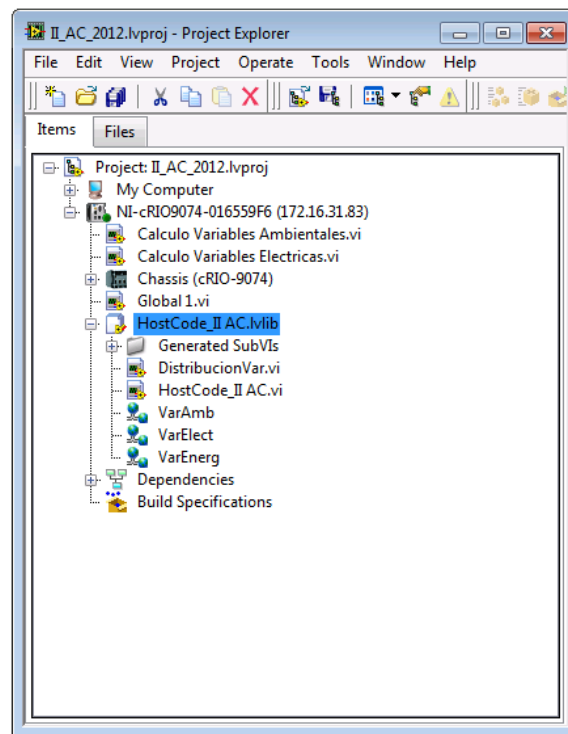 II_AC_2012.lvproj - Project Explorer
File Edit View Project Operate Tools Window Help
Items Files
Project: II_AC_2012.lvproj
My Computer
NI-cRIO9074-016559F6 (172.16.31.83)
Calculo Variables Ambientales.vi
Calculo Variables Electricas.vi
Chassis (cRIO-9074)
Global 1.vi
HostCode_II AC.lvlib
Generated SubVIs
DistribucionVar.vi
HostCode_II AC.vi
VarAmb
VarElect
VarEnerg
Dependencies
Build Specifications